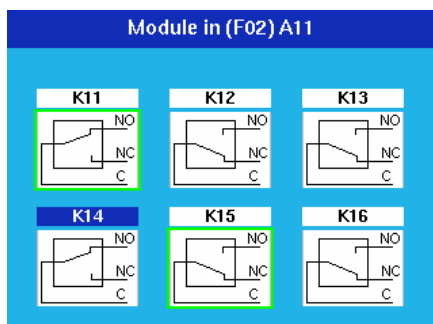 Module in (F02) A11
K11 K12 K13
NO NO NO
NC NC NC
C C C
K14 K15 K16
NO NO NO
NC NC NC
C C C